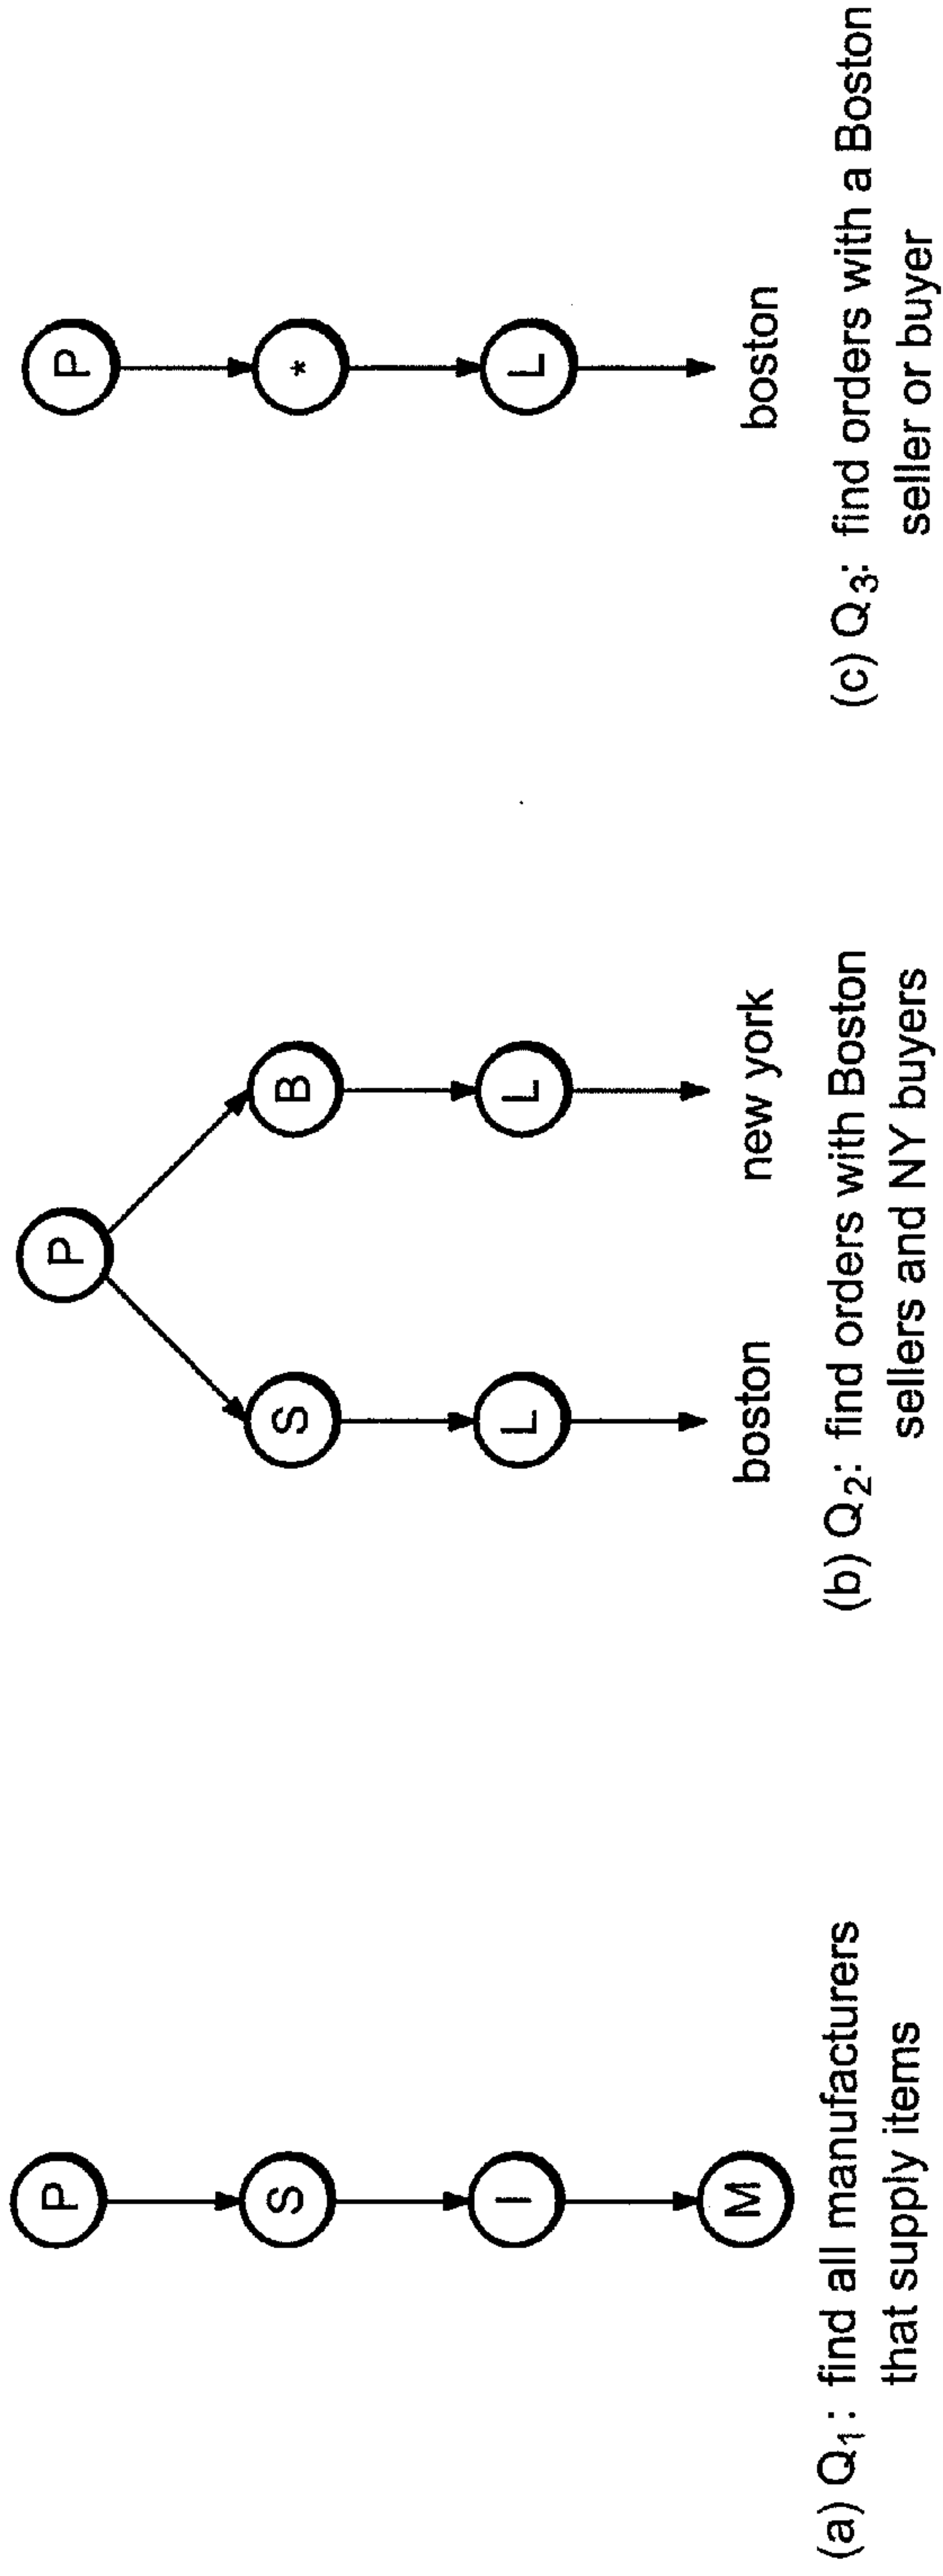 P
S
I
M
(a) Q1: find all manufacturers
that supply items
P
S B
L L
boston new york
(b) Q2: find orders with Boston
sellers and NY buyers
P
*
L
boston
(c) Q3: find orders with a Boston
seller or buyer